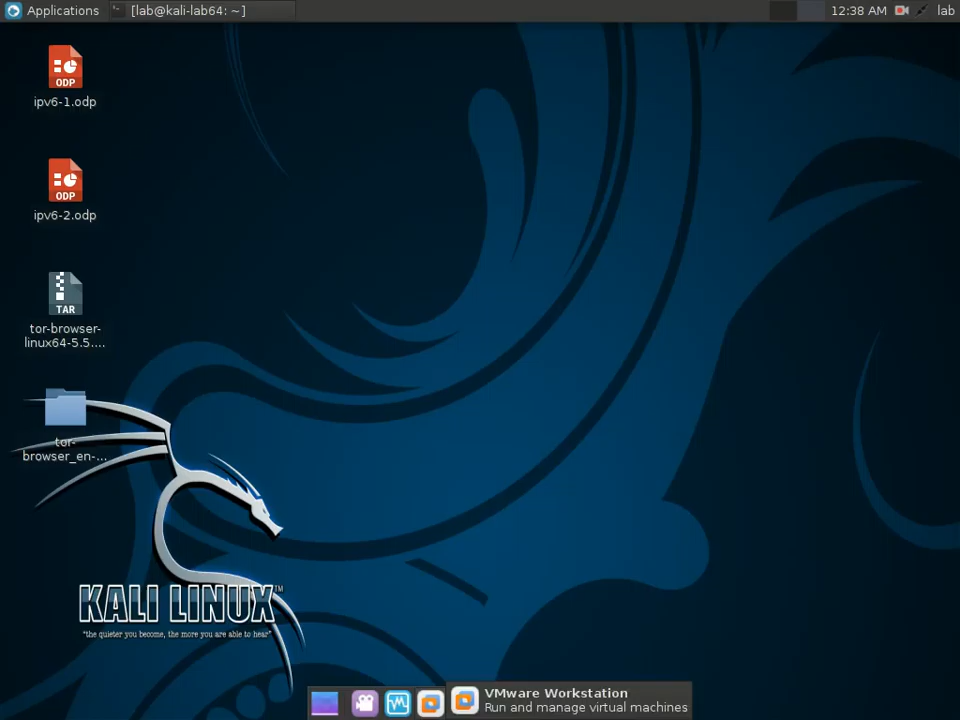 Applications
[lab@kali-lab64: ~]
12:38 AM
lab
ODP
ipv6-1.odp
ODP
ipv6-2.odp
TAR
tor-browser-
linux64-5.5....
tor-
browser_en-...
KALI LINUX™
"the quieter you become, the more you are able to hear"
VMware Workstation
Run and manage virtual machines